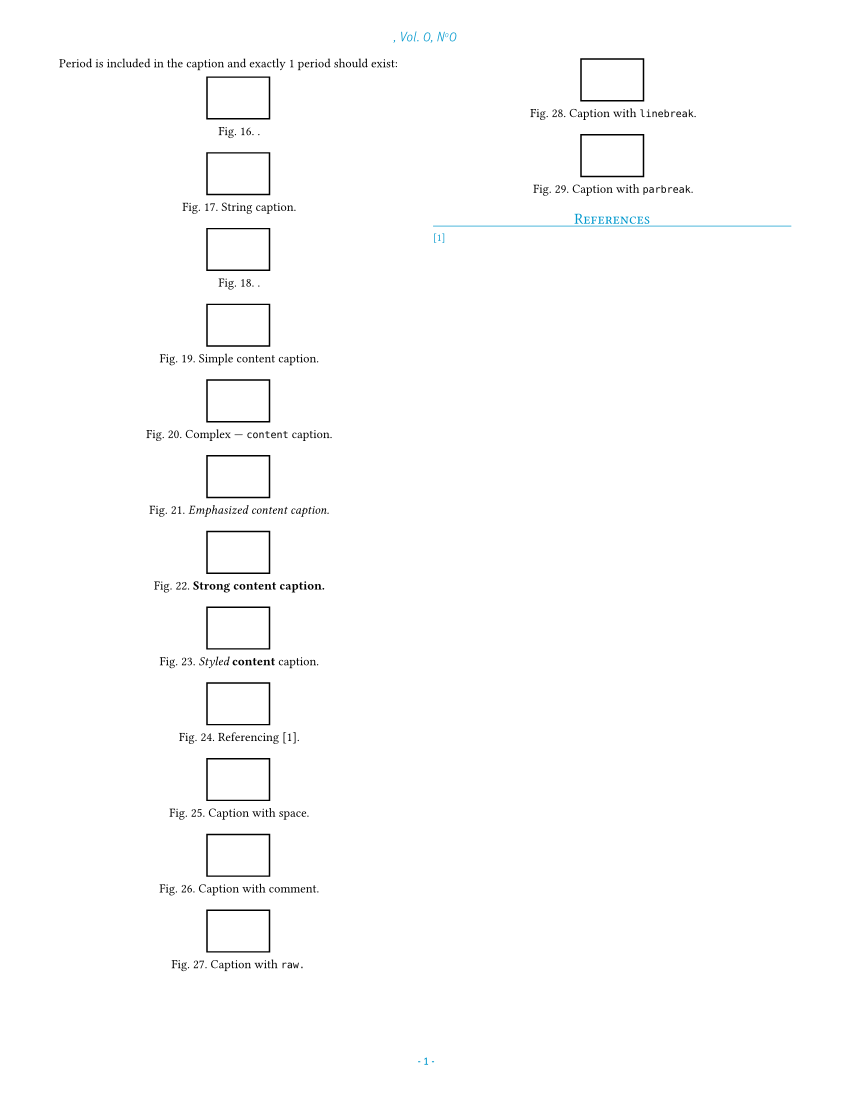 , Vol. 0, Nº0
Period is included in the caption and exactly 1 period should exist:
Fig. 16. .
Fig. 17. String caption.
Fig. 18. .
Fig. 19. Simple content caption.
Fig. 20. Complex — content caption.
Fig. 21. Emphasized content caption.
Fig. 22. Strong content caption.
Fig. 23. Styled content caption.
Fig. 24. Referencing [1].
Fig. 25. Caption with space.
Fig. 26. Caption with comment.
Fig. 27. Caption with raw.
Fig. 28. Caption with linebreak.
Fig. 29. Caption with parbreak.
References
[1]
- 1 -